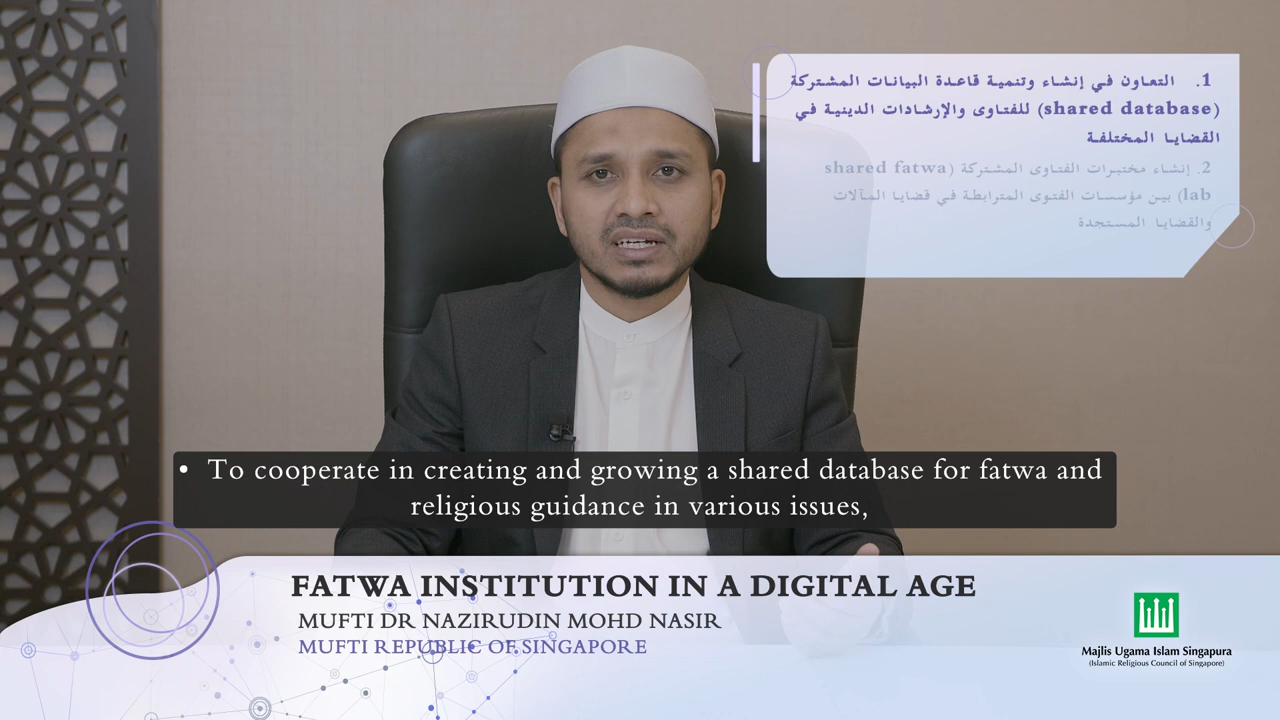 1. التعاون في إنشاء وتنمية قاعدة البيانات المشتركة
(shared database) للفتاوى والإرشادات الدينية في
القضايا المختلفة
2. إنشاء مختبرات الفتاوى المشتركة (shared fatwa
lab) بين مؤسسات الفتوى المترابطة في قضايا المآلات
والقضايا المستجدة
• To cooperate in creating and growing a shared database for fatwa and
religious guidance in various issues,
FATWA INSTITUTION IN A DIGITAL AGE
MUFTI DR NAZIRUDIN MOHD NASIR
MUFTI REPUBLIC OF SINGAPORE
Majlis Ugama Islam Singapura
(Islamic Religious Council of Singapore)